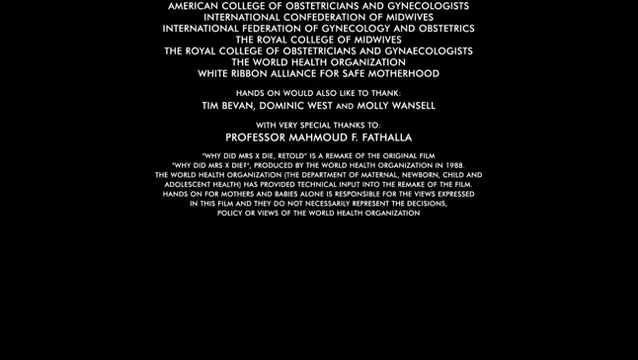 AMERICAN COLLEGE OF OBSTETRICIANS AND GYNECOLOGISTS
INTERNATIONAL CONFEDERATION OF MIDWIVES
INTERNATIONAL FEDERATION OF GYNECOLOGY AND OBSTETRICS
THE ROYAL COLLEGE OF MIDWIVES
THE ROYAL COLLEGE OF OBSTETRICIANS AND GYNAECOLOGISTS
THE WORLD HEALTH ORGANIZATION
WHITE RIBBON ALLIANCE FOR SAFE MOTHERHOOD
HANDS ON WOULD ALSO LIKE TO THANK:
TIM BEVAN, DOMINIC WEST AND MOLLY WANSELL
WITH VERY SPECIAL THANKS TO:
PROFESSOR MAHMOUD F. FATHALLA
"WHY DID MRS X DIE, RETOLD" IS A REMAKE OF THE ORIGINAL FILM
"WHY DID MRS X DIE?", PRODUCED BY THE WORLD HEALTH ORGANIZATION IN 1988.
THE WORLD HEALTH ORGANIZATION (THE DEPARTMENT OF MATERNAL, NEWBORN, CHILD AND
ADOLESCENT HEALTH) HAS PROVIDED TECHNICAL INPUT INTO THE REMAKE OF THE FILM.
HANDS ON FOR MOTHERS AND BABIES ALONE IS RESPONSIBLE FOR THE VIEWS EXPRESSED
IN THIS FILM AND THEY DO NOT NECESSARILY REPRESENT THE DECISIONS,
POLICY OR VIEWS OF THE WORLD HEALTH ORGANIZATION